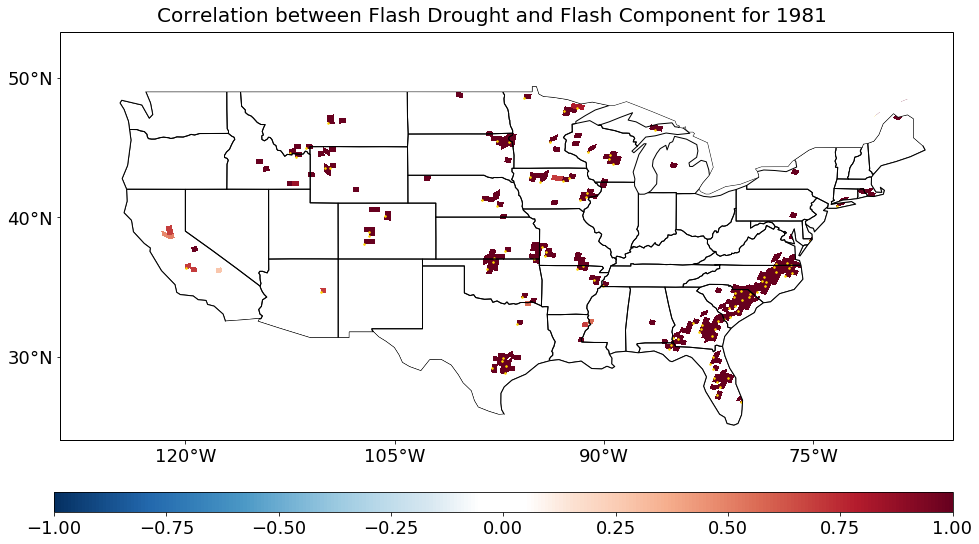 Correlation between Flash Drought and Flash Component for 1981
50°N
40°N
30°N
120°W 105°W 90°W 75°W
−1.00 −0.75 −0.50 −0.25 0.00 0.25 0.50 0.75 1.00